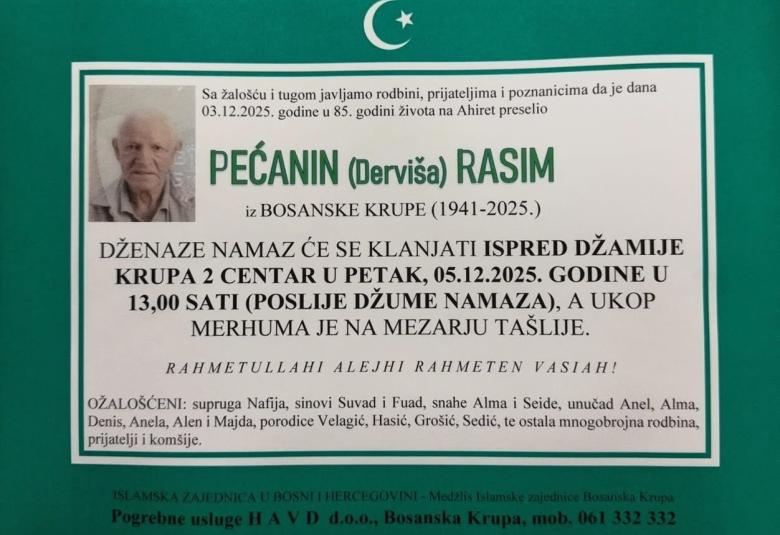 Sa žalošću i tugom javljamo rodbini, prijateljima i poznanicima da je dana
03.12.2025. godine u 85. godini života na Ahiret preselio
PEĆANIN (Derviša) RASIM
iz BOSANSKE KRUPE (1941-2025.)
DŽENAZE NAMAZ ĆE SE KLANJATI ISPRED DŽAMIJE
KRUPA 2 CENTAR U PETAK, 05.12.2025. GODINE U
13,00 SATI (POSLIJE DŽUME NAMAZA), A UKOP
MERHUMA JE NA MEZARJU TAŠLIJE.
RAHMETULLAHI ALEJHI RAHMETEN VASIAH!
OŽALOŠĆENI: supruga Nafija, sinovi Suvad i Fuad, snahe Alma i Seide, unučad Anel, Alma,
Denis, Anela, Alen i Majda, porodice Velagić, Hasić, Grošić, Sedić, te ostala mnogobrojna rodbina,
prijatelji i komšije.
ISLAMSKA ZAJEDNICA U BOSNI I HERCEGOVINI - Medžlis Islamske zajednice Bosanska Krupa
Pogrebne usluge H A V D d.o.o., Bosanska Krupa, mob. 061 332 332